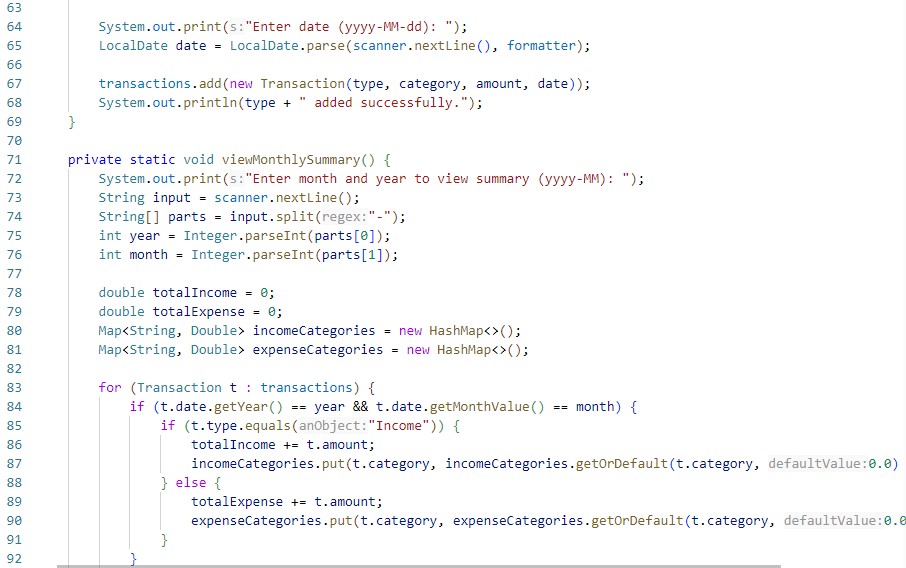 63
64 System.out.print(s:"Enter date (yyyy-MM-dd): ");
65 LocalDate date = LocalDate.parse(scanner.nextLine(), formatter);
66
67 transactions.add(new Transaction(type, category, amount, date));
68 System.out.println(type + " added successfully.");
69 }
70
71 private static void viewMonthlySummary() {
72 System.out.print(s:"Enter month and year to view summary (yyyy-MM): ");
73 String input = scanner.nextLine();
74 String[] parts = input.split(regex:"-");
75 int year = Integer.parseInt(parts[0]);
76 int month = Integer.parseInt(parts[1]);
77
78 double totalIncome = 0;
79 double totalExpense = 0;
80 Map<String, Double> incomeCategories = new HashMap<>();
81 Map<String, Double> expenseCategories = new HashMap<>();
82
83 for (Transaction t : transactions) {
84 if (t.date.getYear() == year && t.date.getMonthValue() == month) {
85 if (t.type.equals(anObject:"Income")) {
86 totalIncome += t.amount;
87 incomeCategories.put(t.category, incomeCategories.getOrDefault(t.category, defaultValue:0.0)
88 } else {
89 totalExpense += t.amount;
90 expenseCategories.put(t.category, expenseCategories.getOrDefault(t.category, defaultValue:0.0
91 }
92 }